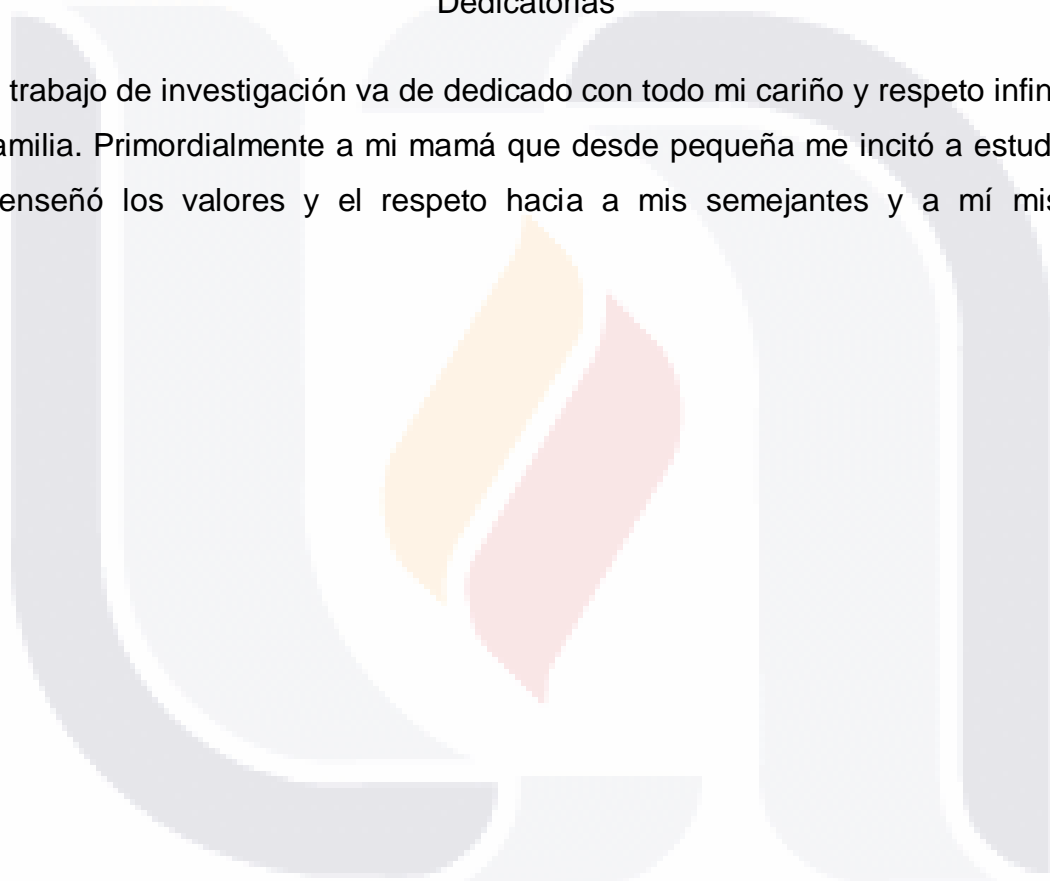 Dedicatorias
trabajo de investigación va de dedicado con todo mi cariño y respeto infin
amilia. Primordialmente a mi mamá que desde pequeña me incitó a estud
enseñó los valores y el respeto hacia a mis semejantes y a mí mis